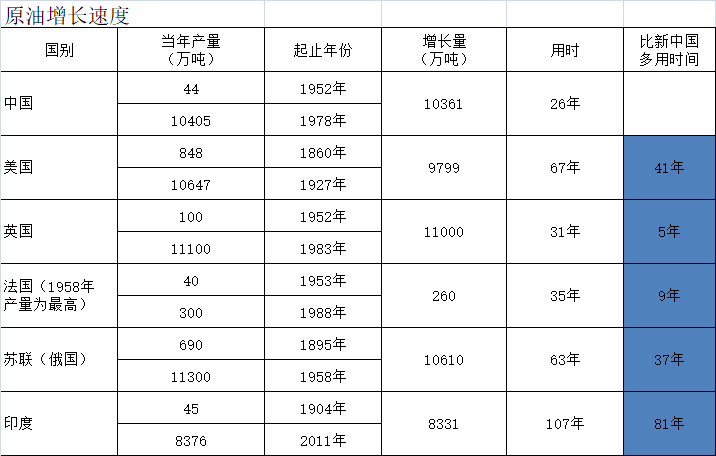 原油增长速度
国别
当年产量
（万吨）
起止年份
增长量
（万吨）
用时
比新中国
多用时间
中国
44
1952年
10405
1978年
10361
26年
美国
848
1860年
10647
1927年
9799
67年
41年
英国
100
1952年
11100
1983年
11000
31年
5年
法国（1958年
产量为最高）
40
1953年
300
1988年
260
35年
9年
苏联（俄国）
690
1895年
11300
1958年
10610
63年
37年
印度
45
1904年
8376
2011年
8331
107年
81年